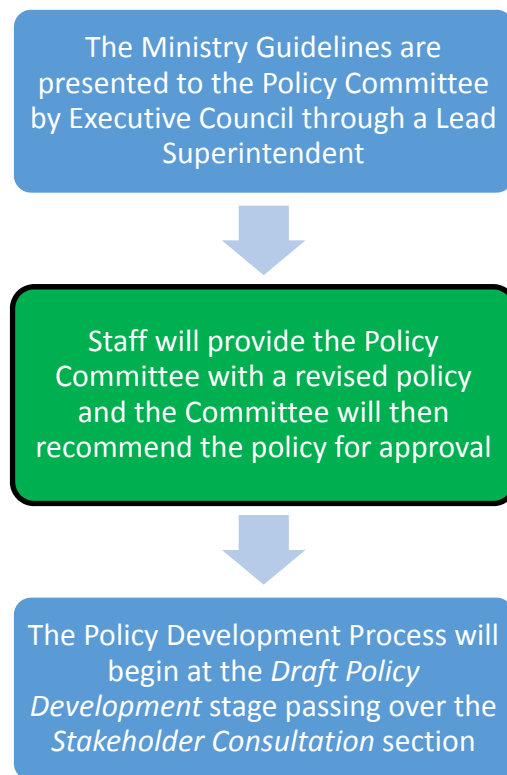 The Ministry Guidelines are
presented to the Policy Committee
by Executive Council through a Lead
Superintendent
Staff will provide the Policy
Committee with a revised policy
and the Committee will then
recommend the policy for approval
The Policy Development Process will
begin at the Draft Policy
Development stage passing over the
Stakeholder Consultation section